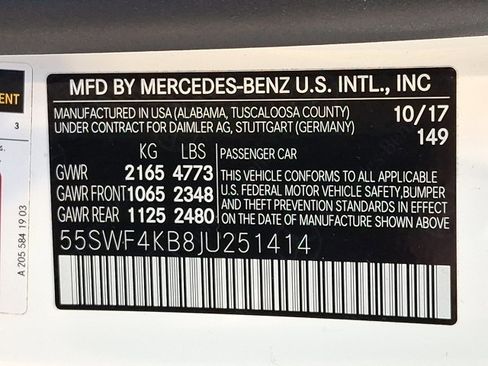 MFD BY MERCEDES-BENZ U.S. INTL., INC
MANUFACTURED IN USA (ALABAMA, TUSCALOOSA COUNTY)
UNDER CONTRACT FOR DAIMLER AG, STUTTGART (GERMANY)
10/17
149
KG LBS
GVWR 2165 4773
GAWR FRONT 1065 2348
GAWR REAR 1125 2480
PASSENGER CAR
THIS VEHICLE CONFORMS TO ALL APPLICABLE
U.S. FEDERAL MOTOR VEHICLE SAFETY, BUMPER
AND THEFT PREVENTION STANDARDS IN EFFECT
ON THE DATE OF MANUFACTURE SHOWN ABOVE
55SWF4KB8JU251414
3
A 205 584 19 03